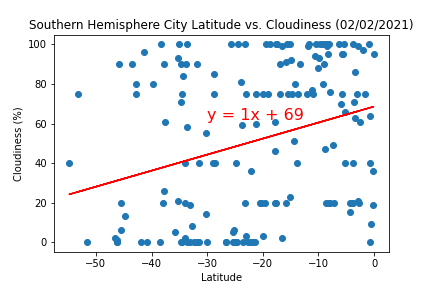 Southern Hemisphere City Latitude vs. Cloudiness (02/02/2021)
100
80
60
40
20
0
Cloudiness (%)
y = 1x + 69
−50 −40 −30 −20 −10 0
Latitude